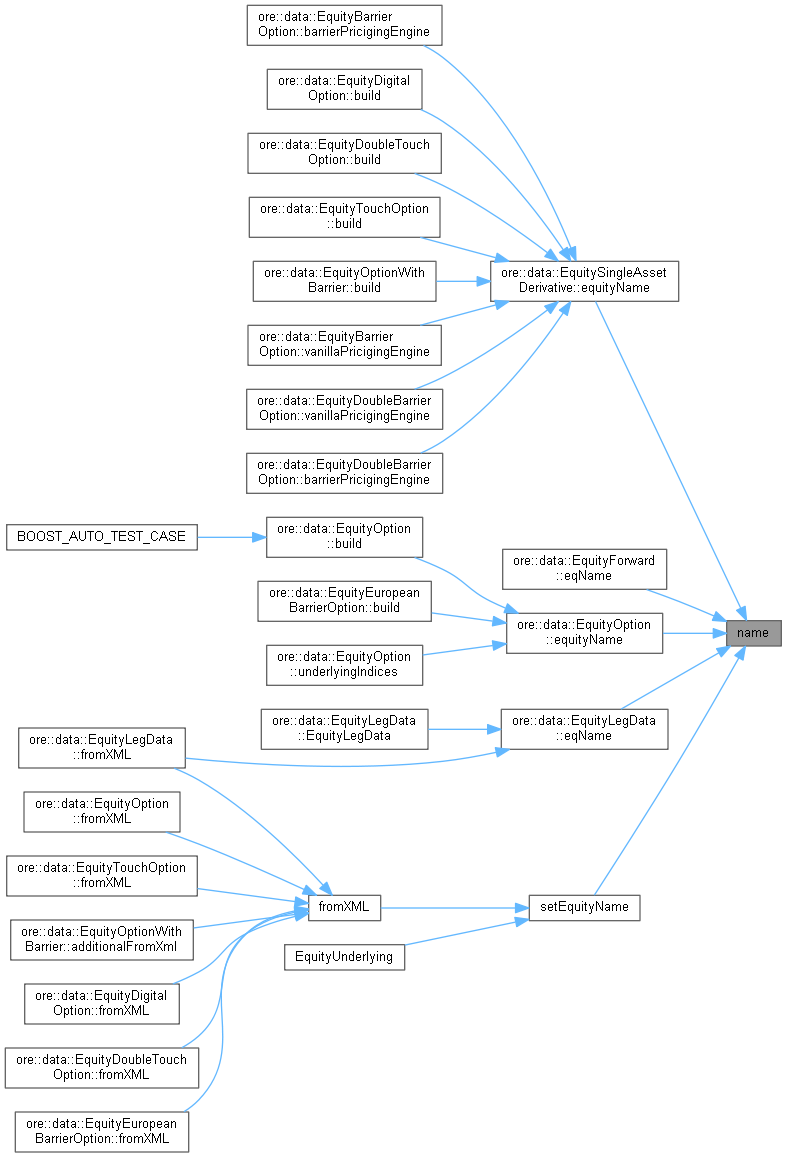 ore::data::EquityBarrier
Option::barrierPricigingEngine
ore::data::EquityDigital
Option::build
ore::data::EquityDoubleTouch
Option::build
ore::data::EquityTouchOption
::build
ore::data::EquityOptionWith
Barrier::build
ore::data::EquityBarrier
Option::vanillaPricigingEngine
ore::data::EquityDoubleBarrier
Option::vanillaPricigingEngine
ore::data::EquityDoubleBarrier
Option::barrierPricigingEngine
ore::data::EquitySingleAsset
Derivative::equityName
BOOST_AUTO_TEST_CASE
ore::data::EquityOption
::build
ore::data::EquityEuropean
BarrierOption::build
ore::data::EquityOption
::underlyingIndices
ore::data::EquityForward
::eqName
ore::data::EquityOption
::equityName
name
ore::data::EquityLegData
::EquityLegData
ore::data::EquityLegData
::eqName
ore::data::EquityLegData
::fromXML
ore::data::EquityOption
::fromXML
ore::data::EquityTouchOption
::fromXML
ore::data::EquityOptionWith
Barrier::additionalFromXml
ore::data::EquityDigital
Option::fromXML
ore::data::EquityDoubleTouch
Option::fromXML
ore::data::EquityEuropean
BarrierOption::fromXML
fromXML
EquityUnderlying
setEquityName